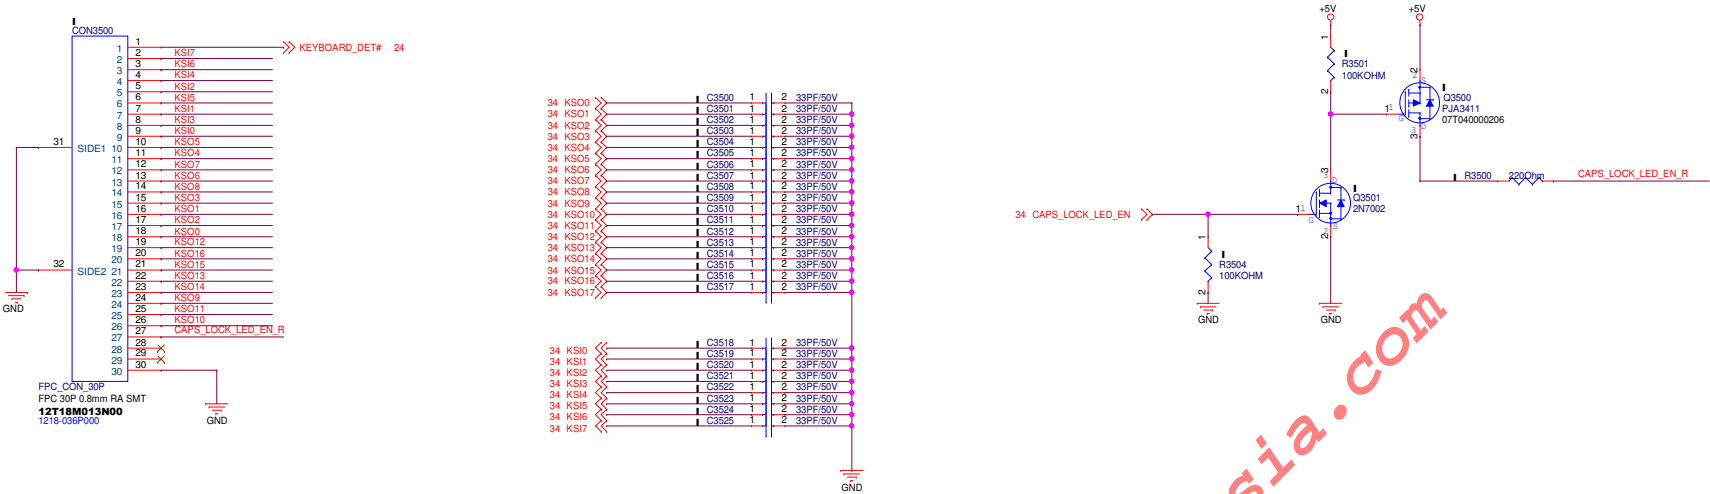 CON3500
1 1 KEYBOARD_DET# 24
2 2 KSI7
3 3 KSI6
4 4 KSI4
5 5 KSI2
6 6 KSI5
7 7 KSI1
8 8 KSI3
9 9 KSI0
31 SIDE1 10 10 KSO5
11 11 KSO4
12 12 KSO7
13 13 KSO6
14 14 KSO8
15 15 KSO3
16 16 KSO1
17 17 KSO2
18 18 KSO0
19 19 KSO12
20 20 KSO16
32 SIDE2 21 21 KSO15
22 22 KSO13
23 23 KSO14
24 24 KSO9
25 25 KSO11
26 26 KSO10
27 27 CAPS_LOCK_LED_EN_R
28 28
29 29
30 30
GND
FPC_CON_30P
FPC 30P 0.8mm RA SMT
12T18M013N00
1218-036P000
GND
34 KSO0 C3500 1 2 33PF/50V
34 KSO1 C3501 1 2 33PF/50V
34 KSO2 C3502 1 2 33PF/50V
34 KSO3 C3503 1 2 33PF/50V
34 KSO4 C3504 1 2 33PF/50V
34 KSO5 C3505 1 2 33PF/50V
34 KSO6 C3506 1 2 33PF/50V
34 KSO7 C3507 1 2 33PF/50V
34 KSO8 C3508 1 2 33PF/50V
34 KSO9 C3509 1 2 33PF/50V
34 KSO10 C3510 1 2 33PF/50V
34 KSO11 C3511 1 2 33PF/50V
34 KSO12 C3512 1 2 33PF/50V
34 KSO13 C3513 1 2 33PF/50V
34 KSO14 C3514 1 2 33PF/50V
34 KSO15 C3515 1 2 33PF/50V
34 KSO16 C3516 1 2 33PF/50V
34 KSO17 C3517 1 2 33PF/50V
34 KSI0 C3518 1 2 33PF/50V
34 KSI1 C3519 1 2 33PF/50V
34 KSI2 C3520 1 2 33PF/50V
34 KSI3 C3521 1 2 33PF/50V
34 KSI4 C3522 1 2 33PF/50V
34 KSI5 C3523 1 2 33PF/50V
34 KSI6 C3524 1 2 33PF/50V
34 KSI7 C3525 1 2 33PF/50V
GND
+5V +5V
1
R3501
100KOHM
2
2 2 S
Q3500
PJA3411
07T040000206
1 1 G
3 3 D
R3500 220Ohm CAPS_LOCK_LED_EN_R
3 3 D
Q3501
2N7002
34 CAPS_LOCK_LED_EN 1 1 G
2 2 S
1
R3504
100KOHM
2
GND GND
sia.com